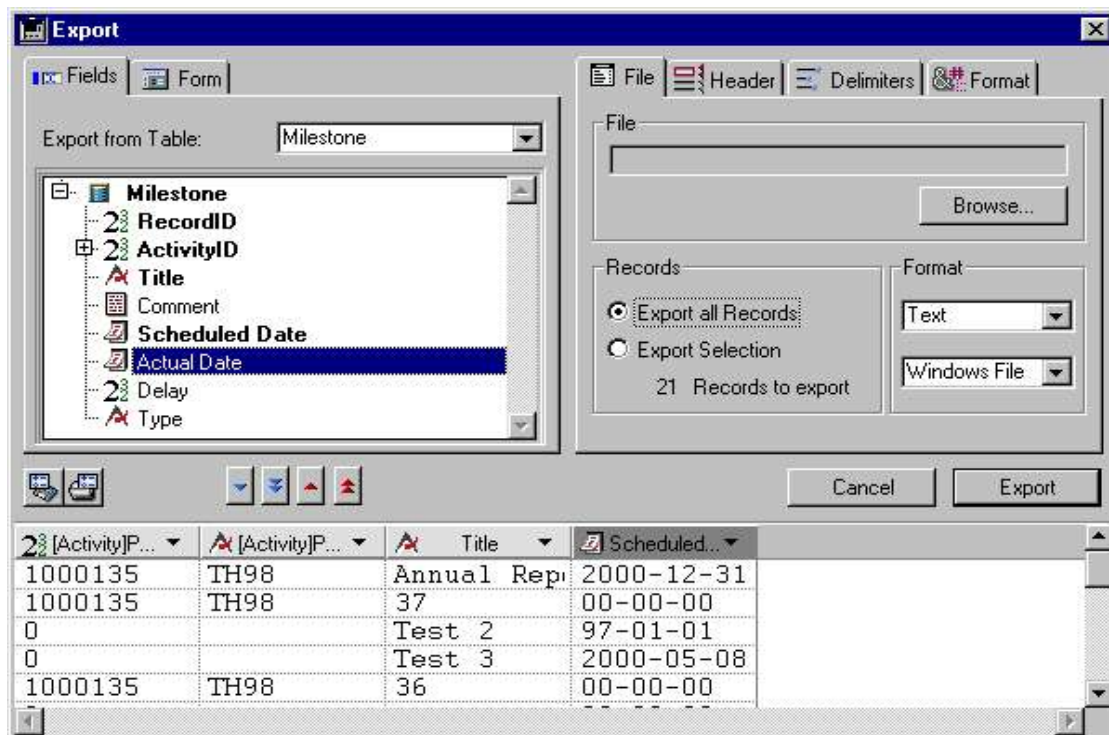 Export
Fields Form
Export from Table: Milestone
Milestone
RecordID
ActivityID
Title
Comment
Scheduled Date
Actual Date
Delay
Type
File Header Delimiters Format
File
Browse...
Records
Export all Records
Export Selection
21 Records to export
Format
Text
Windows File
Cancel Export
[Activity]P... [Activity]P... Title Scheduled...
1000135 TH98 Annual Rep 2000-12-31
1000135 TH98 37 00-00-00
0 Test 2 97-01-01
0 Test 3 2000-05-08
1000135 TH98 36 00-00-00